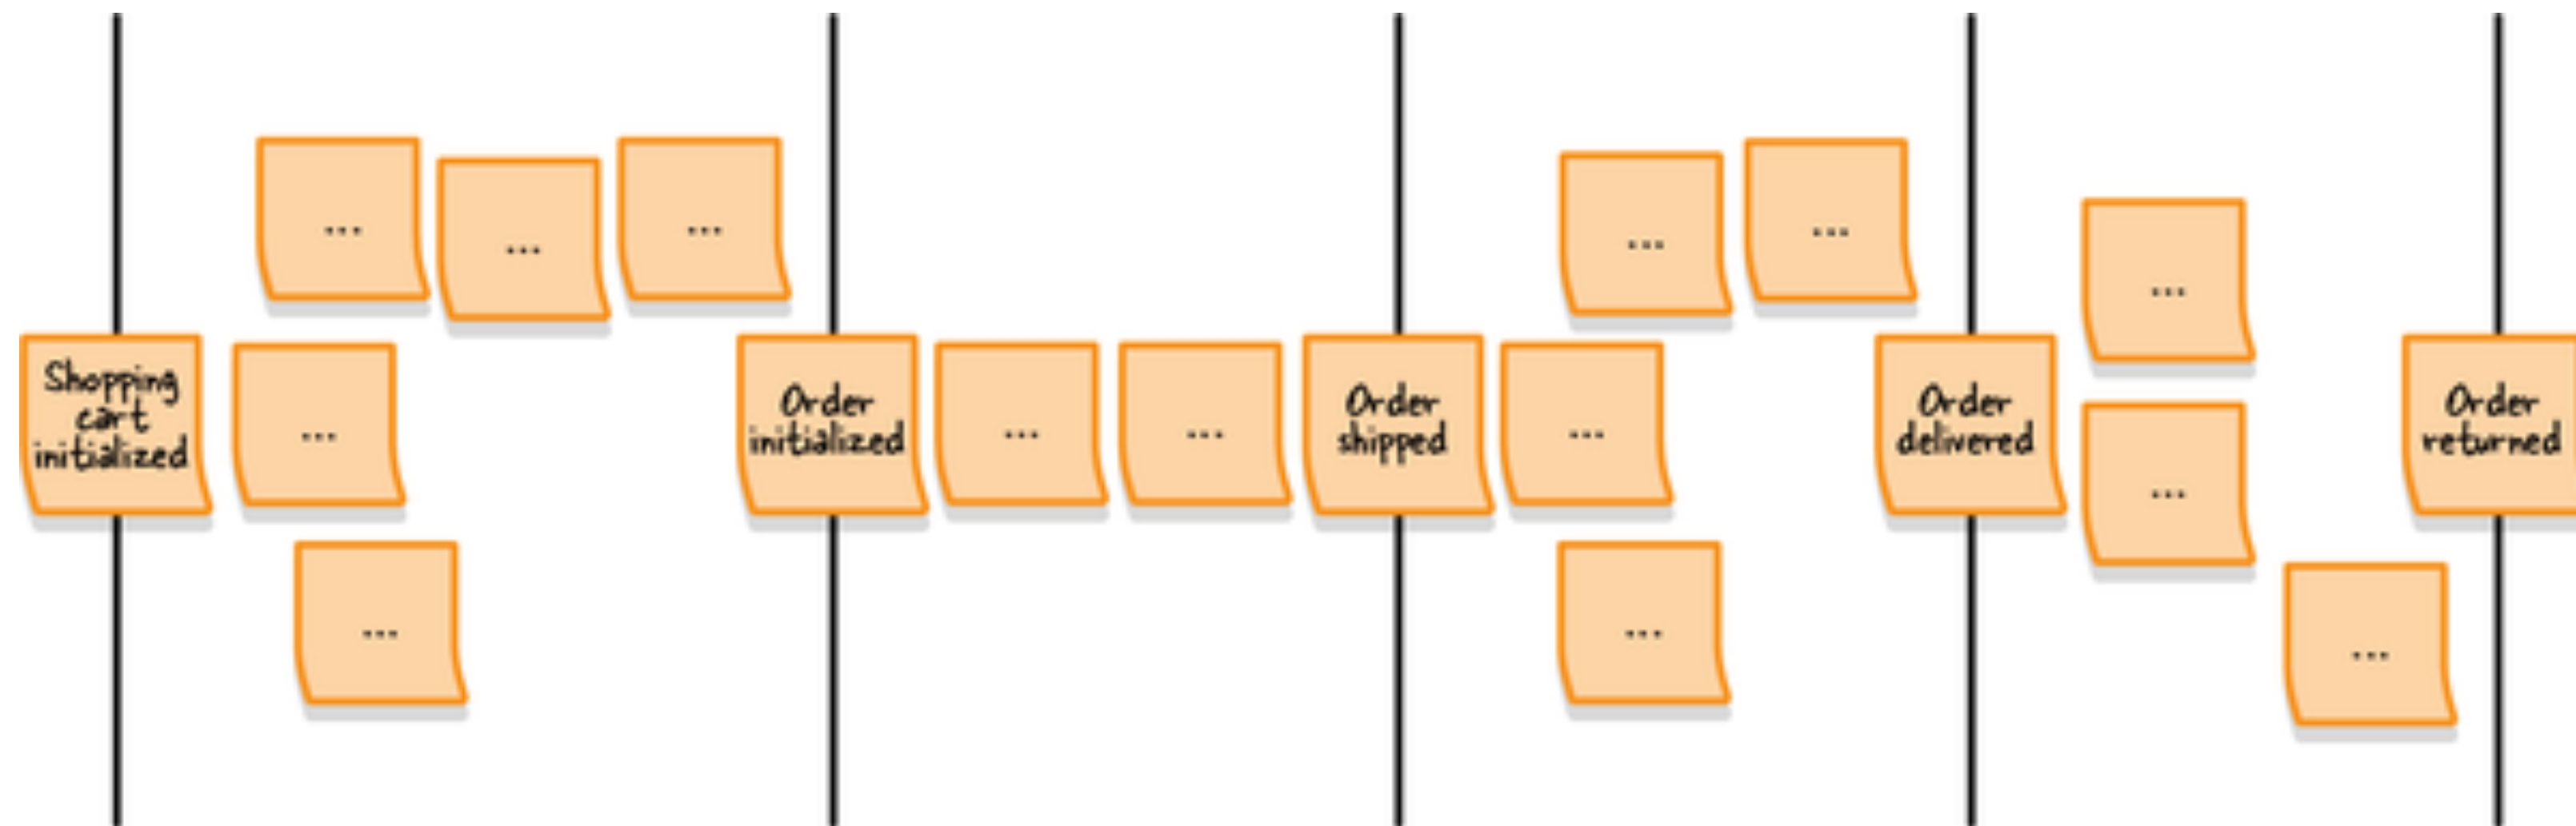 ...
...
...
...
...
Shopping
cart
initialized
Order
initialized
...
...
Order
shipped
...
...
...
...
Order
delivered
...
...
...
Order
returned